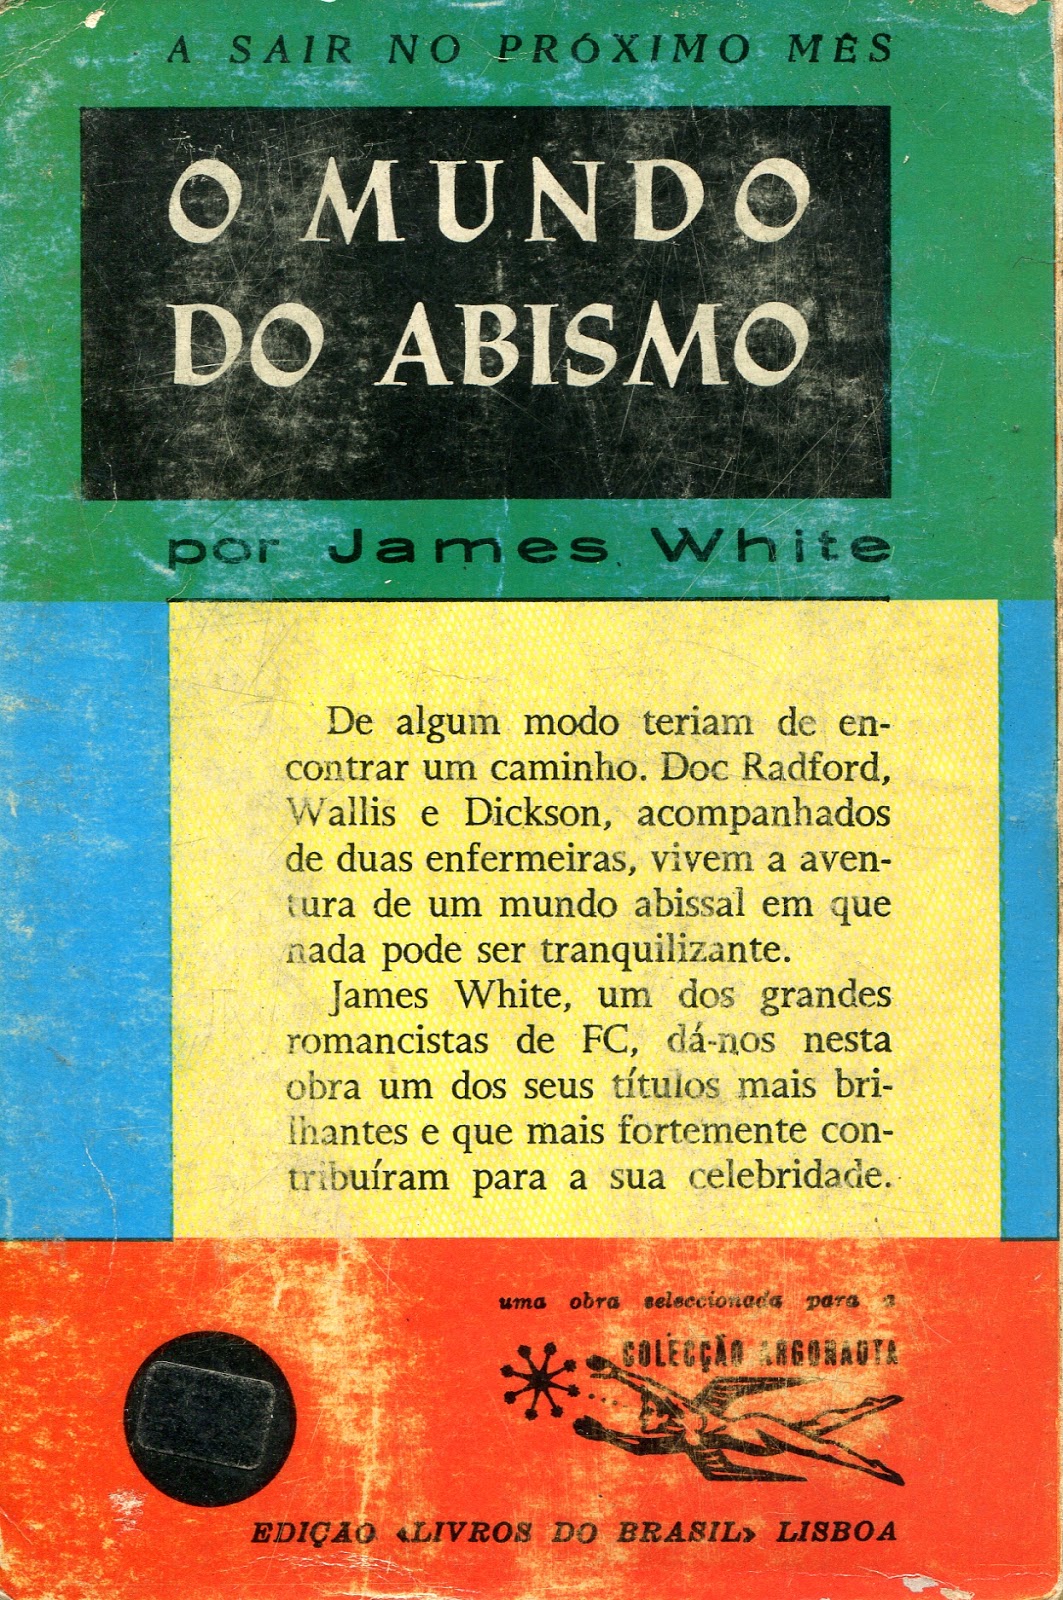 A SAIR NO PRÓXIMO MÊS
O MUNDO
DO ABISMO
por James White
De algum modo teriam de en-
contrar um caminho. Doc Radford,
Wallis e Dickson, acompanhados
de duas enfermeiras, vivem a aven-
tura de um mundo abissal em que
nada pode ser tranquilizante.
James White, um dos grandes
romancistas de FC, dá-nos nesta
obra um dos seus títulos mais bri-
lhantes e que mais fortemente con-
tribuíram para a sua celebridade.
uma obra seleccionada para a
COLECÇÃO ARGONAUTA
EDIÇÃO «LIVROS DO BRASIL» LISBOA